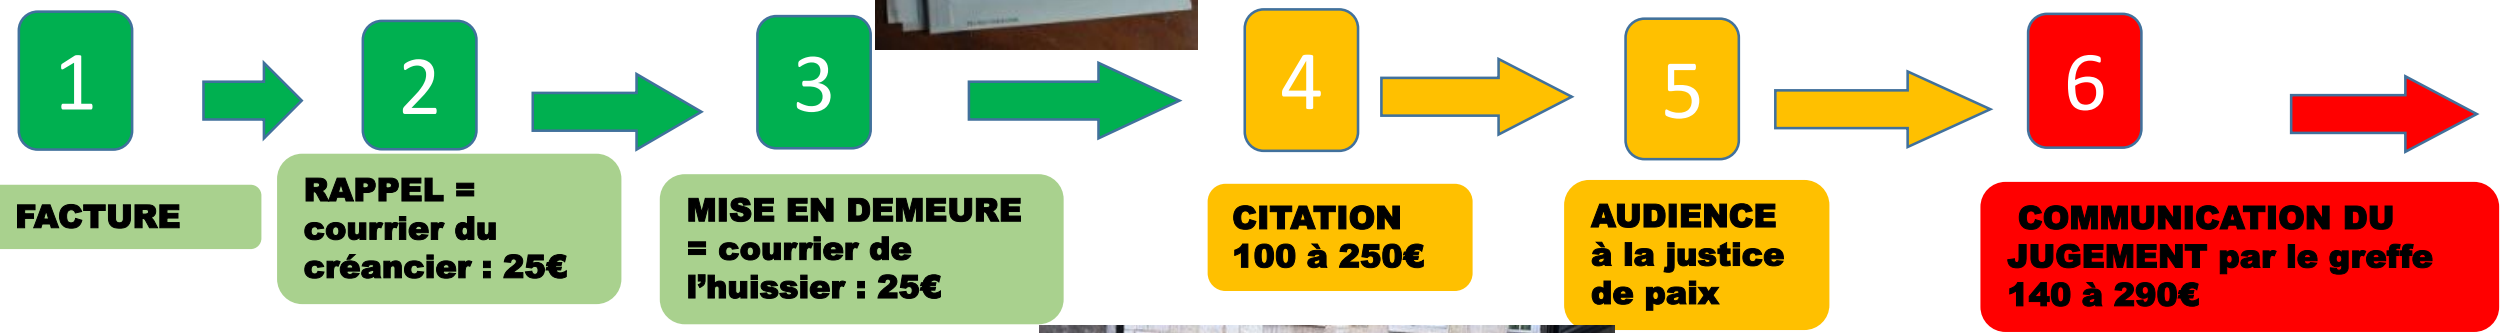 1
2
3
4
5
6
FACTURE
RAPPEL =
courrier du
créancier : 25€
MISE EN DEMEURE
= courrier de
l'huissier : 25€
CITATION
100 à 250€
AUDIENCE
à la justice
de paix
COMMUNICATION DU
JUGEMENT par le greffe
140 à 290€